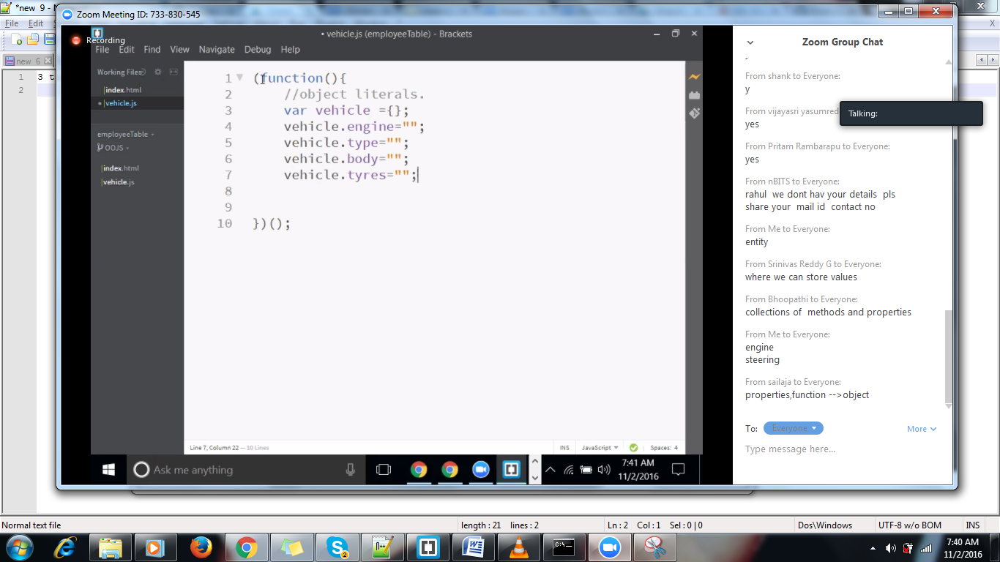 *new  9 - N
File Edit
new 6
1 3 t
2
Zoom Meeting ID: 733-830-545
Recording
• vehicle.js (employeeTable) - Brackets
File Edit Find View Navigate Debug Help
Working Files
index.html
• vehicle.js
employeeTable
OOJS
index.html
vehicle.js
1 (function(){
2 //object literals.
3 var vehicle ={};
4 vehicle.engine="";
5 vehicle.type="";
6 vehicle.body="";
7 vehicle.tyres="";
8
9
10 })();
Line 7, Column 22 — 10 Lines
INS JavaScript Spaces: 4
Ask me anything
7:41 AM
11/2/2016
Zoom Group Chat
From shank to Everyone:
y
From vijayasri yasumred
Talking:
yes
From Pritam Rambarapu to Everyone:
yes
From nBITS to Everyone:
rahul  we dont hav your details  pls
share your  mail id  contact no
From Me to Everyone:
entity
From Srinivas Reddy G to Everyone:
where we can store values
From Bhoopathi to Everyone:
collections of  methods and properties
From Me to Everyone:
engine
steering
From sailaja to Everyone:
properties,function -->object
To: Everyone More
Type message here...
Normal text file length : 21 lines : 2 Ln : 2 Col : 1 Sel : 0 | 0 Dos\Windows UTF-8 w/o BOM INS
7:40 AM
11/2/2016